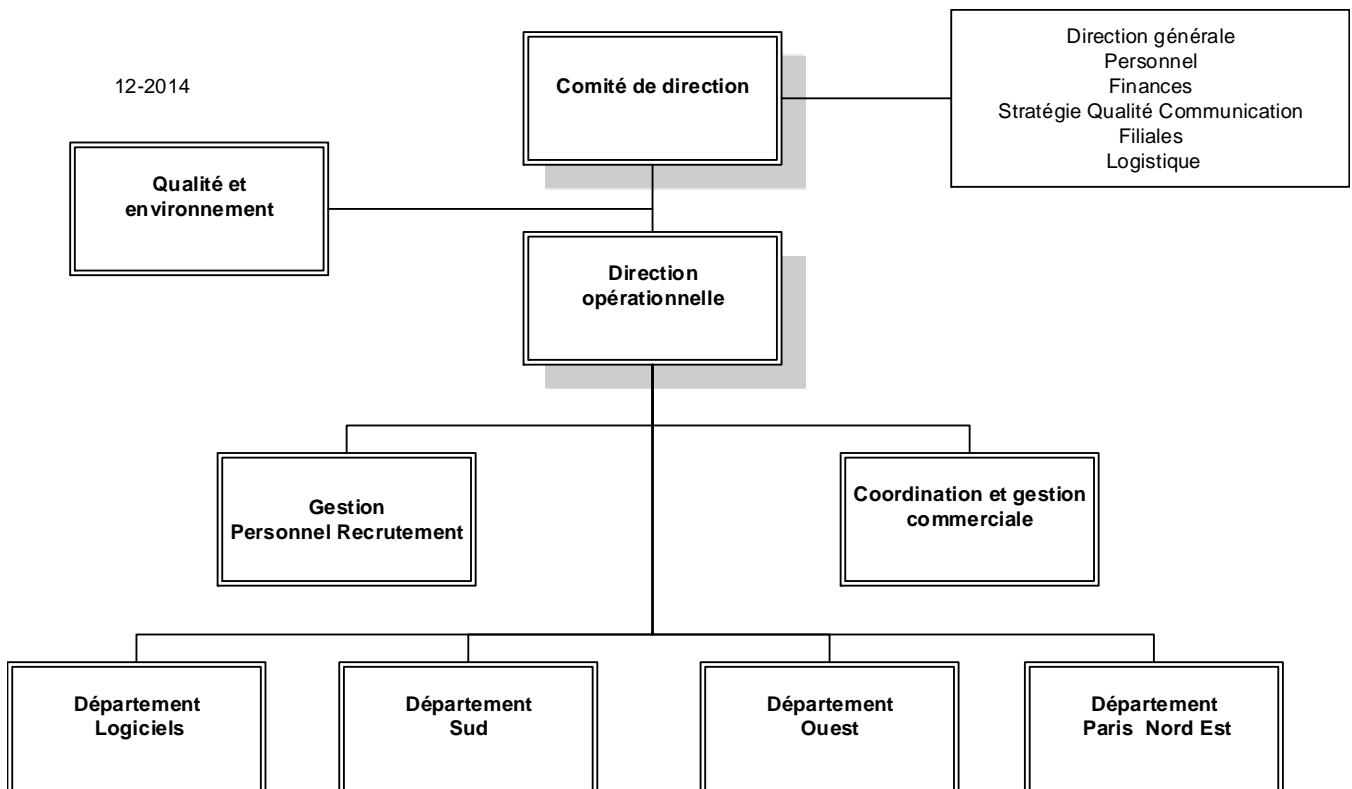 Direction générale
Personnel
Finances
Stratégie Qualité Communication
Filiales
Logistique
Comité de direction
12-2014
Qualité et
environnement
Direction
opérationnelle
Gestion
Personnel Recrutement
Coordination et gestion
commerciale
Département
Logiciels
Département
Sud
Département
Ouest
Département
Paris Nord Est